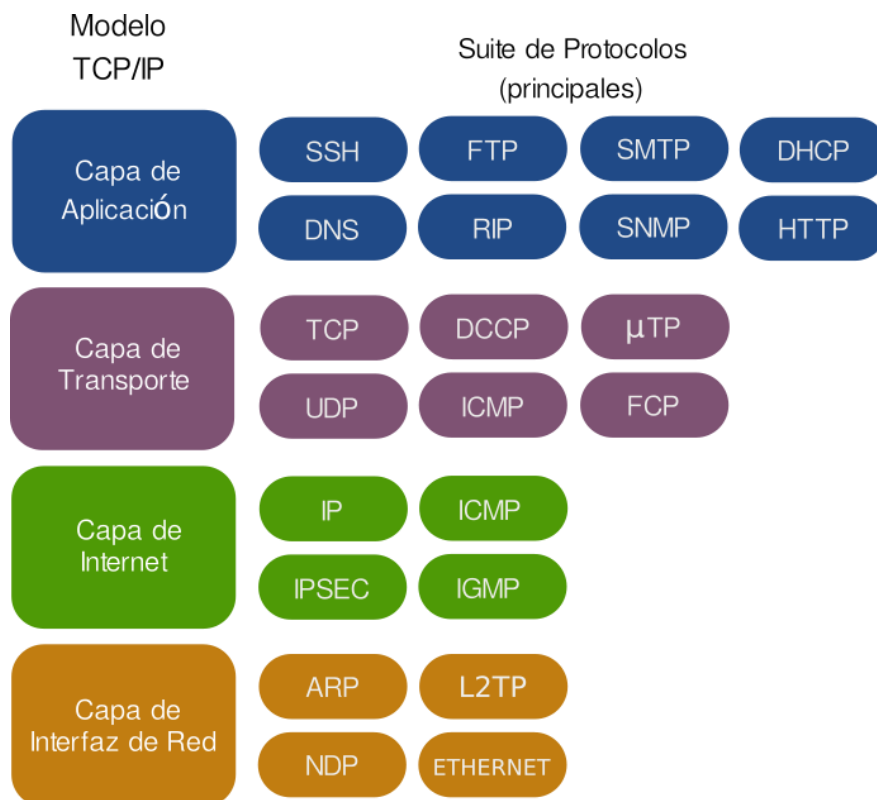 Modelo
TCP/IP
Suite de Protocolos
(principales)
Capa de
Aplicación
SSH
FTP
SMTP
DHCP
DNS
RIP
SNMP
HTTP
Capa de
Transporte
TCP
DCCP
µTP
UDP
ICMP
FCP
Capa de
Internet
IP
ICMP
IPSEC
IGMP
Capa de
Interfaz de Red
ARP
L2TP
NDP
ETHERNET